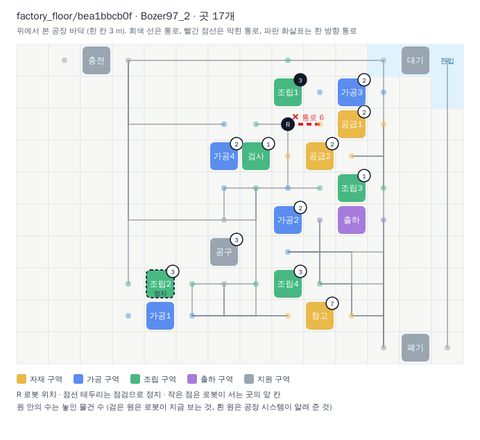 factory_floor/bea1bbcb0f · Bozer97_2 · 곳 17개
위에서 본 공장 바닥 (한 칸 3 m). 회색 선은 통로, 빨간 점선은 막힌 통로, 파란 화살표는 한 방향 통로
충전
대기
전립
조립1 3
가공3 2
공급1 2
R
✕ 통로 6
가공4 2
검사 1
공급2 2
조립3 1
가공2 2
출하
공구 3
조립2 3
정지
조립4 3
가공1
창고 7
폐기
자재 구역
가공 구역
조립 구역
출하 구역
지원 구역
R 로봇 위치 · 점선 테두리는 점검으로 정지 · 작은 점은 로봇이 서는 곳의 앞 칸
원 안의 수는 놓인 물건 수 (검은 원은 로봇이 지금 보는 것, 흰 원은 공장 시스템이 알려 준 것)